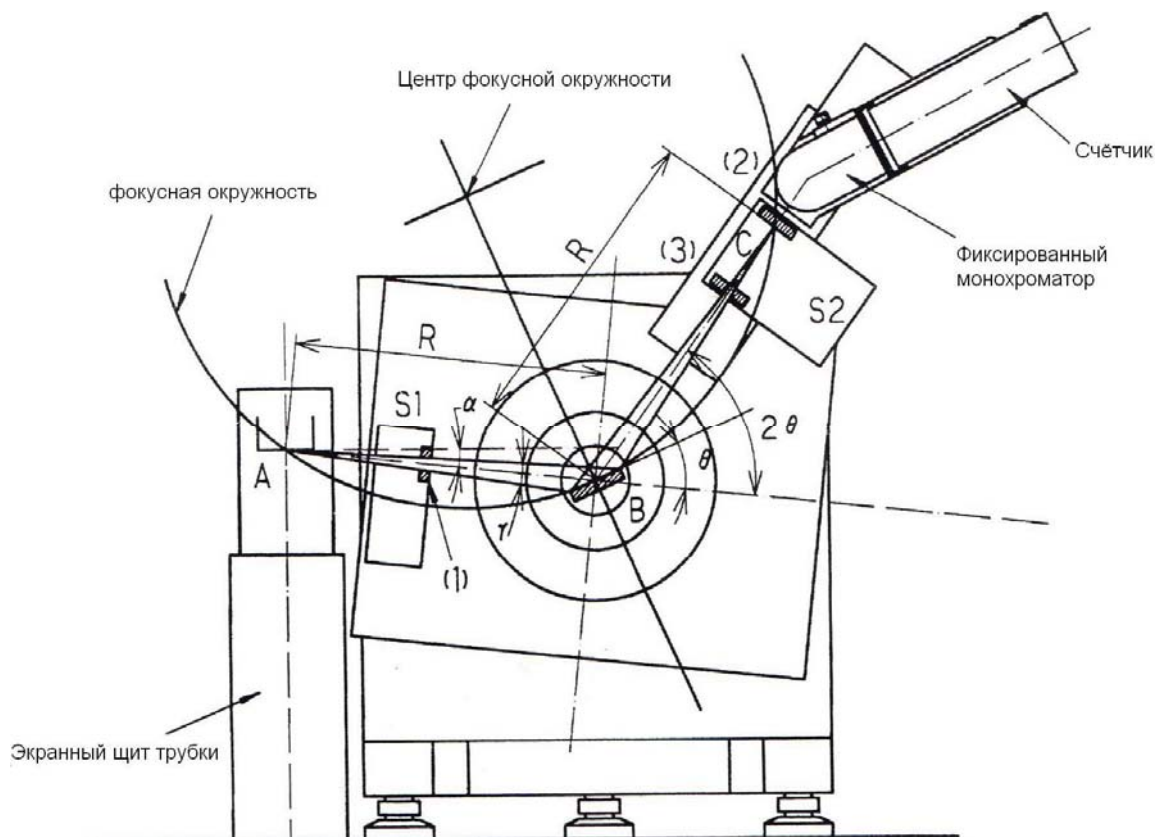 Центр фокусной окружности
Счётчик
фокусная окружность
(2)
Фиксированный
монохроматор
R
(3)
C
S2
R
S1
α
2θ
θ
A
B
γ
(1)
Экранный щит трубки